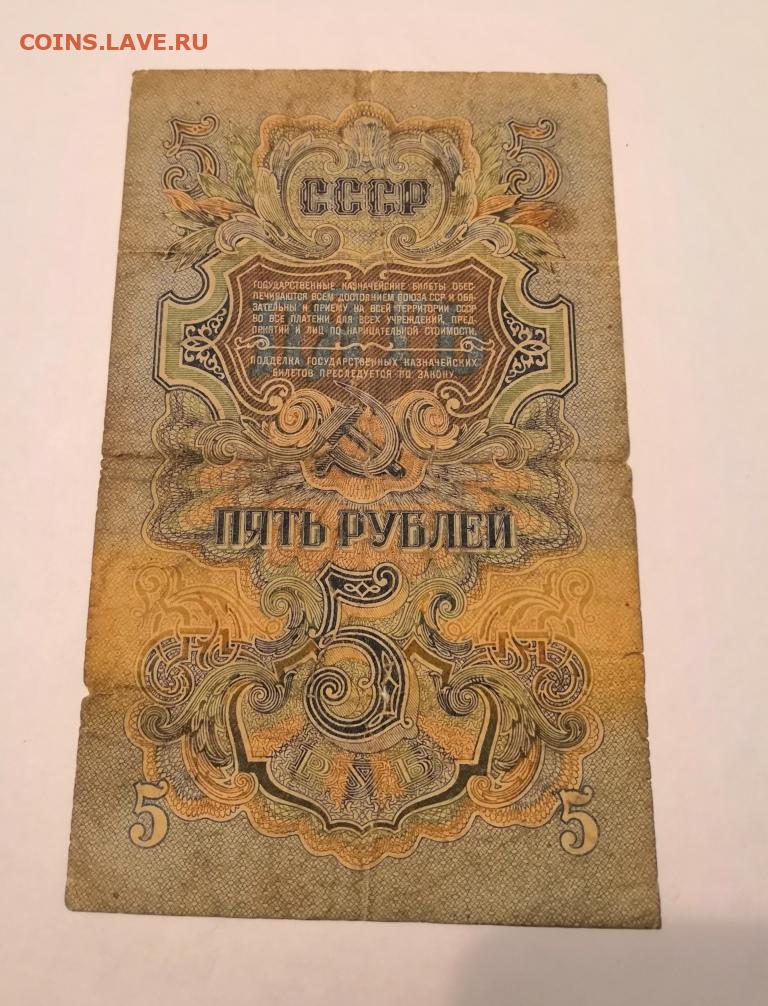 COINS.LAVE.RU
5 5
СССР
ГОСУДАРСТВЕННЫЕ КАЗНАЧЕЙСКИЕ БИЛЕТЫ ОБЕС-
ПЕЧИВАЮТСЯ ВСЕМ ДОСТОЯНИЕМ СОЮЗА ССР И ОБЯ-
ЗАТЕЛЬНЫ К ПРИЕМУ НА ВСЕЙ ТЕРРИТОРИИ СССР
ВО ВСЕ ПЛАТЕЖИ ДЛЯ ВСЕХ УЧРЕЖДЕНИЙ, ПРЕД-
ПРИЯТИЙ И ЛИЦ ПО НАРИЦАТЕЛЬНОЙ СТОИМОСТИ.
ПОДДЕЛКА ГОСУДАРСТВЕННЫХ КАЗНАЧЕЙСКИХ
БИЛЕТОВ ПРЕСЛЕДУЕТСЯ ПО ЗАКОНУ
ПЯТЬ РУБЛЕЙ
5
РУБ
5 5